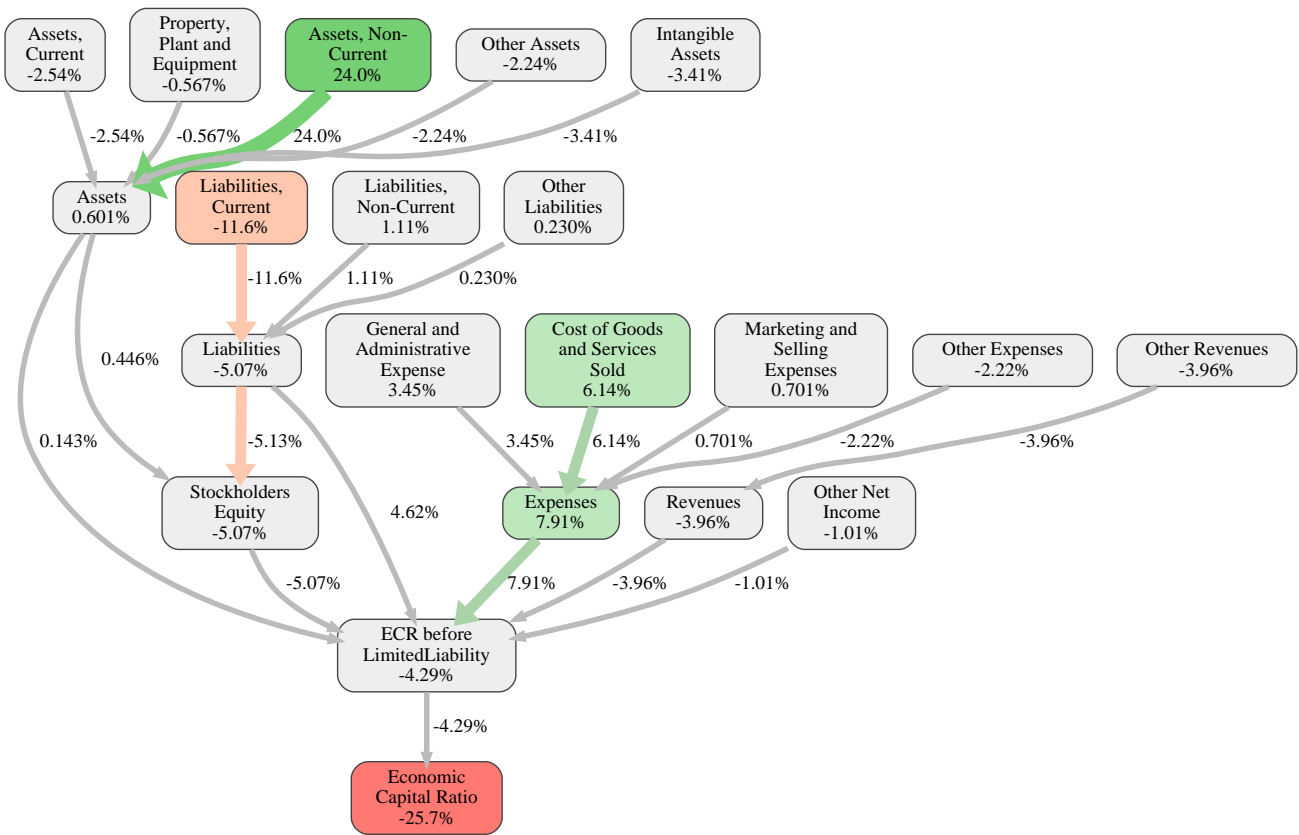 Assets,
Current
-2.54%
Property,
Plant and
Equipment
-0.567%
Assets, Non-
Current
24.0%
Other Assets
-2.24%
Intangible
Assets
-3.41%
-2.54%
-0.567%
24.0%
-2.24%
-3.41%
Assets
0.601%
Liabilities,
Current
-11.6%
Liabilities,
Non-Current
1.11%
Other
Liabilities
0.230%
-11.6%
1.11%
0.230%
Liabilities
-5.07%
General and
Administrative
Expense
3.45%
Cost of Goods
and Services
Sold
6.14%
Marketing and
Selling
Expenses
0.701%
Other Expenses
-2.22%
Other Revenues
-3.96%
0.446%
0.143%
-5.13%
3.45%
6.14%
0.701%
-2.22%
-3.96%
Stockholders
Equity
-5.07%
4.62%
Expenses
7.91%
Revenues
-3.96%
Other Net
Income
-1.01%
-5.07%
7.91%
-3.96%
-1.01%
ECR before
LimitedLiability
-4.29%
-4.29%
Economic
Capital Ratio
-25.7%